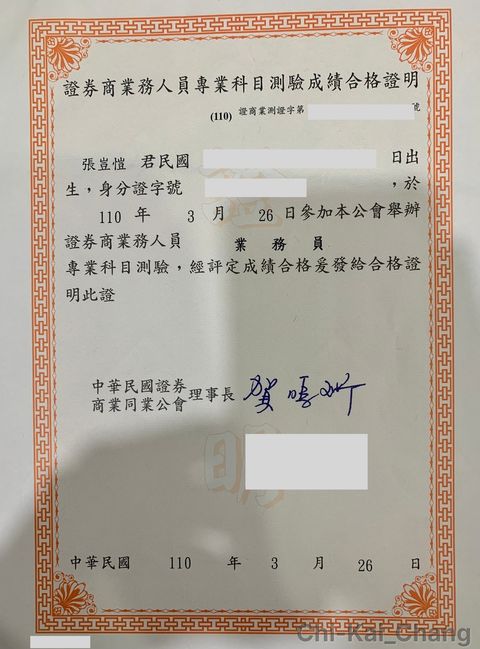 證券商業務人員專業科目測驗成績合格證明
(110) 證商業測證字第 號
張豈愷 君民國 日出
生，身分證字號 ，於
110 年 3 月 26 日參加本公會舉辦
證券商業務人員 業務員
專業科目測驗，經評定成績合格爰發給合格證
明此證
中華民國證券
商業同業公會 理事長
中華民國 110 年 3 月 26 日
Chi-Kai_Chang